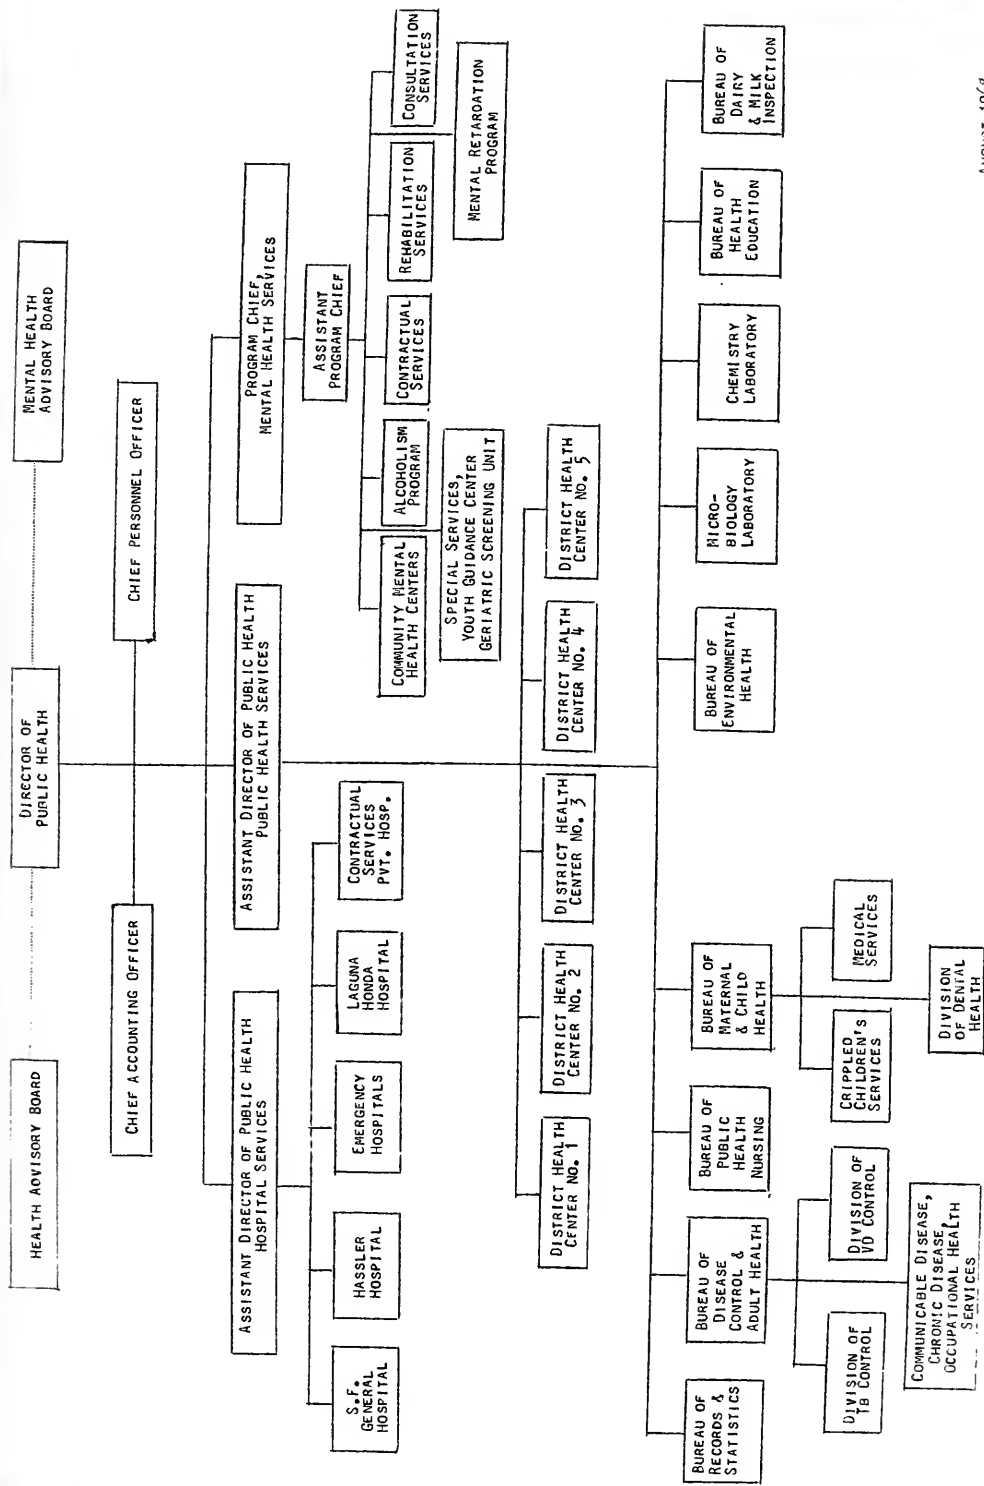 HEALTH ADVISORY BOARD
DIRECTOR OF
PUBLIC HEALTH
MENTAL HEALTH
ADVISORY BOARD
CHIEF ACCOUNTING OFFICER
CHIEF PERSONNEL OFFICER
ASSISTANT DIRECTOR OF PUBLIC HEALTH
HOSPITAL SERVICES
ASSISTANT DIRECTOR OF PUBLIC HEALTH
PUBLIC HEALTH SERVICES
PROGRAM CHIEF,
MENTAL HEALTH SERVICES
ASSISTANT
PROGRAM CHIEF
S.F.
GENERAL
HOSPITAL
HASSLER
HOSPITAL
EMERGENCY
HOSPITALS
LAGUNA
HONDA
HOSPITAL
CONTRACTUAL
SERVICES
PVT. HOSP.
COMMUNITY MENTAL
HEALTH CENTERS
ALCOHOLISM
PROGRAM
CONTRACTUAL
SERVICES
REHABILITATION
SERVICES
CONSULTATION
SERVICES
SPECIAL SERVICES,
YOUTH GUIDANCE CENTER
GERIATRIC SCREENING UNIT
MENTAL RETARDATION
PROGRAM
DISTRICT HEALTH
CENTER NO. 1
DISTRICT HEALTH
CENTER NO. 2
DISTRICT HEALTH
CENTER NO. 3
DISTRICT HEALTH
CENTER NO. 4
DISTRICT HEALTH
CENTER NO. 5
BUREAU OF
RECORDS &
STATISTICS
BUREAU OF
DISEASE
CONTROL &
ADULT HEALTH
BUREAU OF
PUBLIC
HEALTH
NURSING
BUREAU OF
MATERNAL
& CHILD
HEALTH
BUREAU OF
ENVIRONMENTAL
HEALTH
MICRO-
BIOLOGY
LABORATORY
CHEMISTRY
LABORATORY
BUREAU OF
HEALTH
EDUCATION
BUREAU OF
DAIRY
& MILK
INSPECTION
DIVISION OF
TB CONTROL
DIVISION OF
VD CONTROL
CRIPPLED
CHILDREN'S
SERVICES
MEDICAL
SERVICES
COMMUNICABLE DISEASE,
CHRONIC DISEASE,
OCCUPATIONAL HEALTH
SERVICES
DIVISION
OF DENTAL
HEALTH
AUGUST